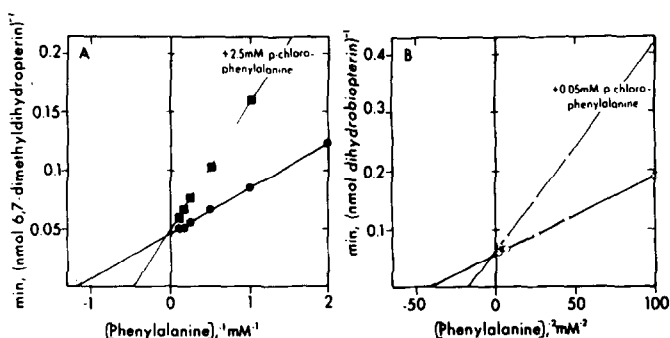 A
min, (nmol 6,7-dimethyldihydropterin)⁻¹
0.2
0.15
0.1
0.05
+2.5mM p-chloro-
phenylalanine
-1
0
1
2
(Phenylalanine),⁻¹mM⁻¹
B
min, (nmol dihydrobiopterin)⁻¹
0.4
0.3
0.2
0.1
+0.05mM p chloro-
phenylalanine
-50
0
50
100
(Phenylalanine),⁻²mM⁻²